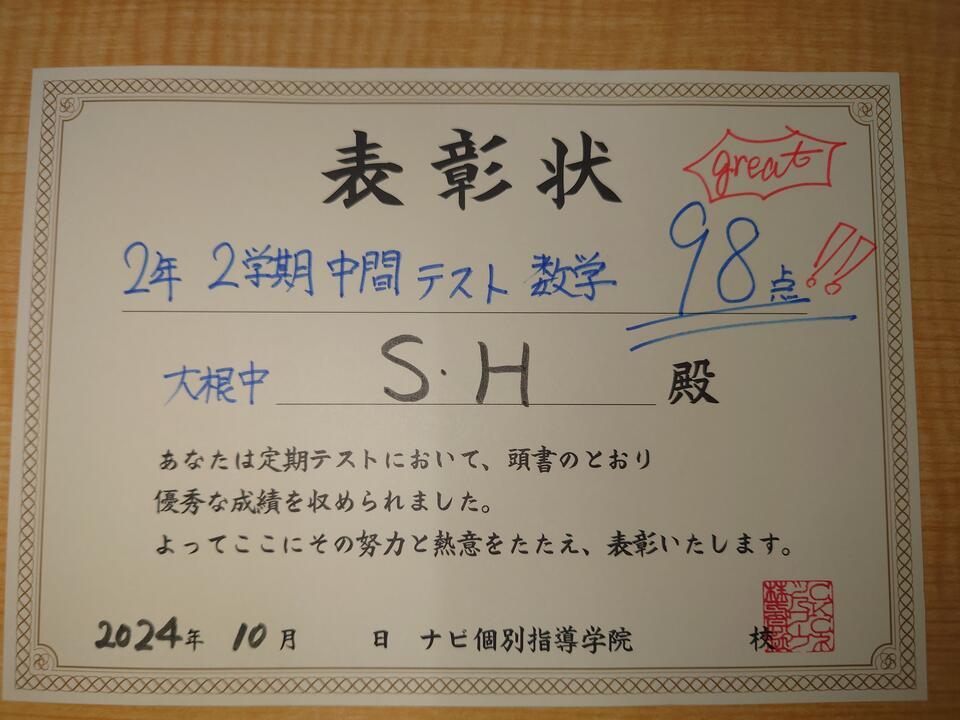 表彰状
great
2年 2学期 中間 テスト 数学 98点!!
大根中 S・H 殿
あなたは定期テストにおいて、頭書のとおり
優秀な成績を収められました。
よってここにその努力と熱意をたたえ、表彰いたします。
2024年 10月 日 ナビ個別指導学院 校